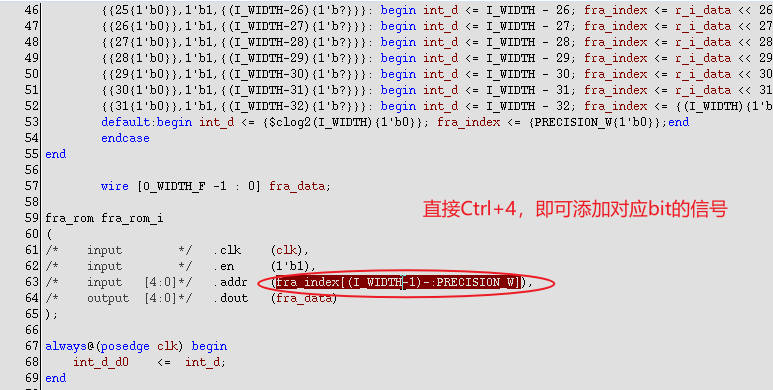 46 {{25{1'b0}},1'b1,{(I_WIDTH-26){1'b?}}}: begin int_d <= I_WIDTH - 26; fra_index <= r_i_data << 26
47 {{26{1'b0}},1'b1,{(I_WIDTH-27){1'b?}}}: begin int_d <= I_WIDTH - 27; fra_index <= r_i_data << 27
48 {{27{1'b0}},1'b1,{(I_WIDTH-28){1'b?}}}: begin int_d <= I_WIDTH - 28; fra_index <= r_i_data << 28
49 {{28{1'b0}},1'b1,{(I_WIDTH-29){1'b?}}}: begin int_d <= I_WIDTH - 29; fra_index <= r_i_data << 29
50 {{29{1'b0}},1'b1,{(I_WIDTH-30){1'b?}}}: begin int_d <= I_WIDTH - 30; fra_index <= r_i_data << 30
51 {{30{1'b0}},1'b1,{(I_WIDTH-31){1'b?}}}: begin int_d <= I_WIDTH - 31; fra_index <= r_i_data << 31
52 {{31{1'b0}},1'b1,{(I_WIDTH-32){1'b?}}}: begin int_d <= I_WIDTH - 32; fra_index <= {(I_WIDTH){1'b
53 default:begin int_d <= {$clog2(I_WIDTH){1'b0}}; fra_index <= {PRECISION_W{1'b0}};end
54 endcase
55 end
56
57 wire [O_WIDTH_F -1 : 0] fra_data;
58 直接Ctrl+4，即可添加对应bit的信号
59 fra_rom fra_rom_i
60 (
61 /* input */ .clk (clk),
62 /* input */ .en (1'b1),
63 /* input [4:0]*/ .addr (fra_index[(I_WIDTH-1)-:PRECISION_W]),
64 /* output [4:0]*/ .dout (fra_data)
65 );
66
67 always@(posedge clk) begin
68 int_d_d0 <= int_d;
69 end